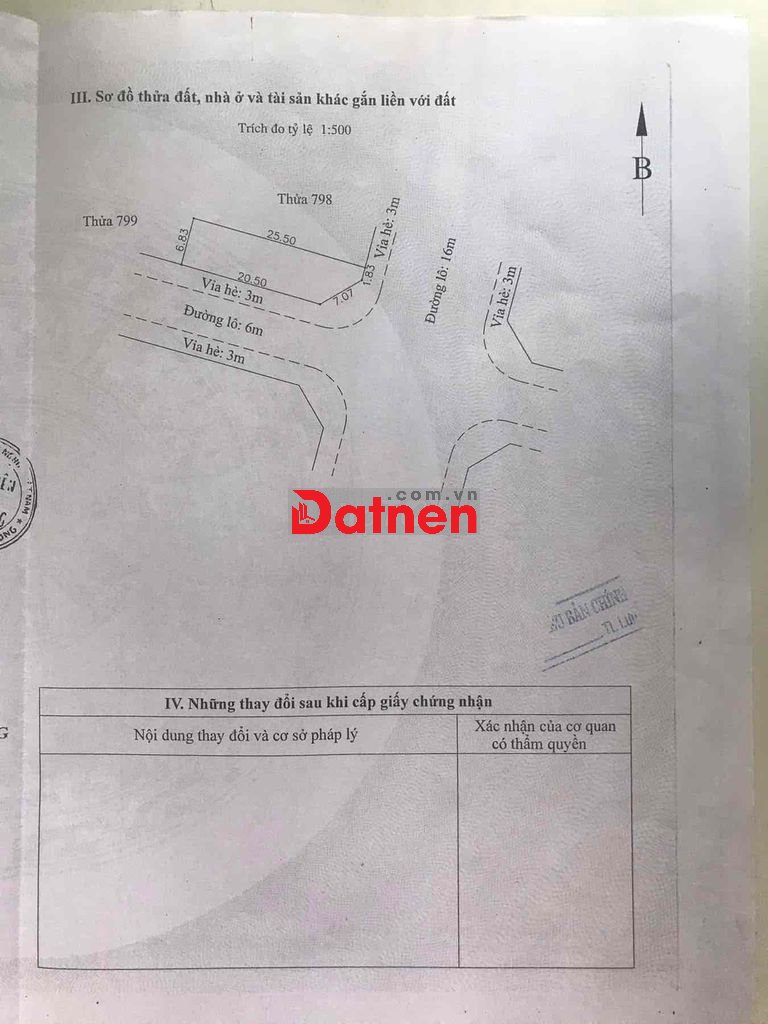 III. Sơ đồ thửa đất, nhà ở và tài sản khác gắn liền với đất
Trích đo tỷ lệ 1:500
B
Thửa 798
Thửa 799
6.83
25.50
20.50
7.07
1.83
Vỉa hè: 3m
Vỉa hè: 3m
Đường lô: 6m
Vỉa hè: 3m
Đường lô: 16m
Vỉa hè: 3m
.com.vn
Datnen
BẢN CHÍNH
IV. Những thay đổi sau khi cấp giấy chứng nhận
Nội dung thay đổi và cơ sở pháp lý
Xác nhận của cơ quan
có thẩm quyền